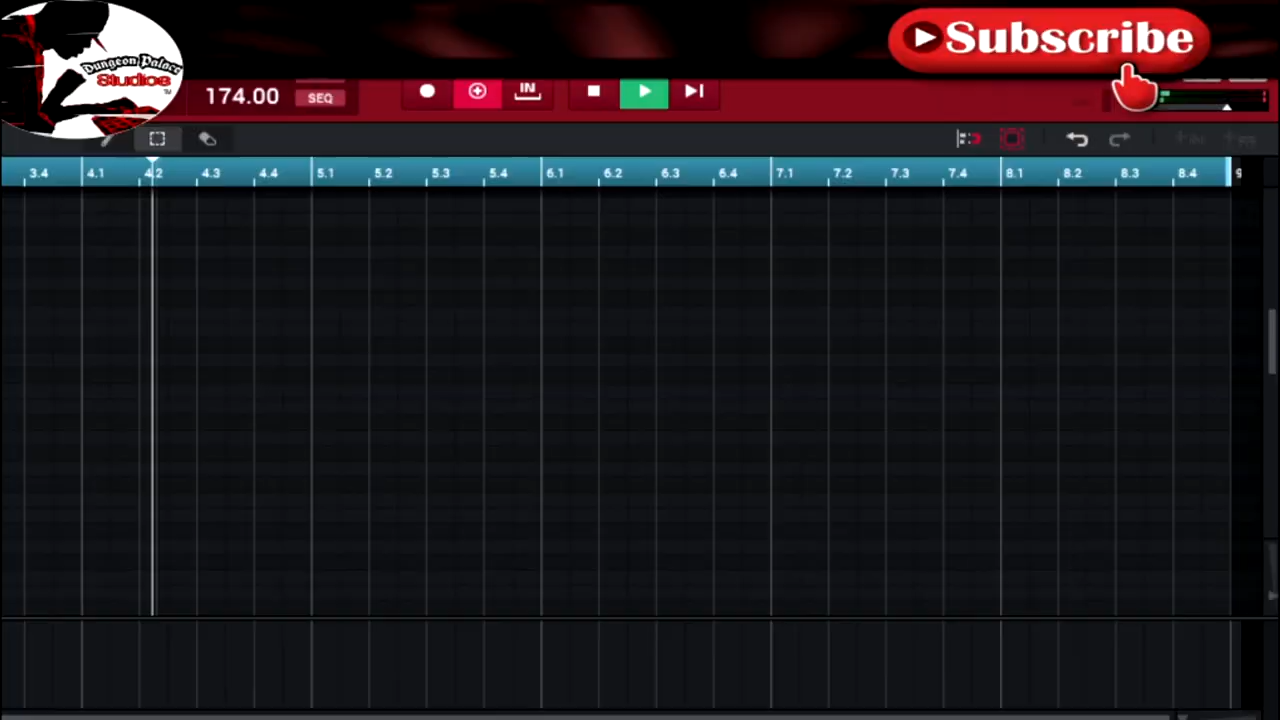 Subscribe
Dungeon Palace
Studios
TM
174.00
SEQ
IN
3.4 4.1 4.2 4.3 4.4 5.1 5.2 5.3 5.4 6.1 6.2 6.3 6.4 7.1 7.2 7.3 7.4 8.1 8.2 8.3 8.4